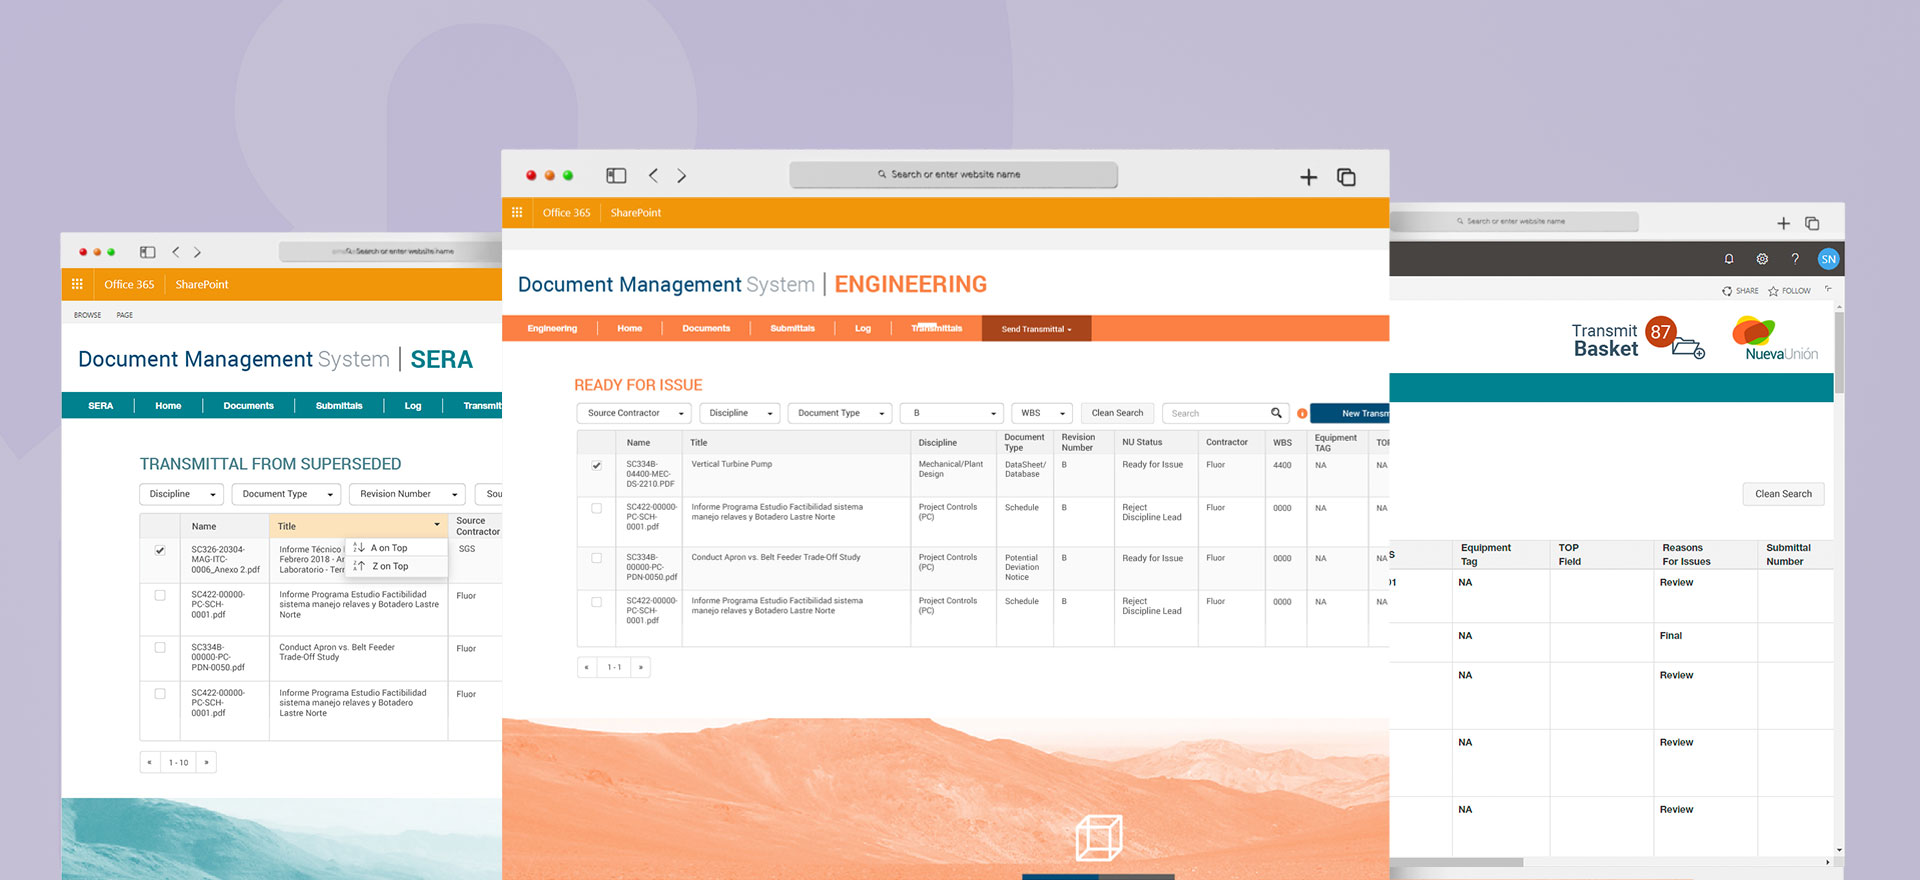 Search or enter website name
Office 365
SharePoint
BROWSE
PAGE
Document Management System | SERA
SERA
Home
Documents
Submittals
Log
TRANSMITTAL FROM SUPERSEDED
Discipline
Document Type
Revision Number
Name
Title
Source
Contractor
SC326-20304-
MAG-ITC-
0006_Anexo 2.pdf
Informe Técnico
Febrero 2018 -
Laboratorio -
SGS
A on Top
Z on Top
SC422-00000-
PC-SCH-
0001.pdf
Informe Programa Estudio Factibilidad
sistema manejo relaves y Botadero Lastre
Norte
Fluor
SC334B-
00000-PC-
PDN-0050.pdf
Conduct Apron vs. Belt Feeder
Trade-Off Study
Fluor
SC422-00000-
PC-SCH-
0001.pdf
Informe Programa Estudio Factibilidad
sistema manejo relaves y Botadero
Lastre Norte
Fluor
« 1 - 10 »
Search or enter website name
Office 365
SharePoint
Document Management System | ENGINEERING
Engineering
Home
Documents
Submittals
Log
Transmittals
Send Transmittal
READY FOR ISSUE
Source Contractor
Discipline
Document Type
B
WBS
Clean Search
Search
New
Name
Title
Discipline
Document
Type
Revision
Number
NU Status
Contractor
WBS
Equipment
TAG
SC334B-
04400-MEC-
DS-2210.PDF
Vertical Turbine Pump
Mechanical/Plant
Design
DataSheet/
Database
B
Ready for Issue
Fluor
4400
NA
NA
SC422-00000-
PC-SCH-
0001.pdf
Informe Programa Estudio Factibilidad sistema
manejo relaves y Botadero Lastre Norte
Project Controls
(PC)
Schedule
B
Reject
Discipline Lead
Fluor
0000
NA
NA
SC334B-
00000-PC-
PDN-0050.pdf
Conduct Apron vs. Belt Feeder Trade-Off Study
Project Controls
(PC)
Potential
Deviation
Notice
B
Ready for Issue
Fluor
0000
NA
NA
SC422-00000-
PC-SCH-
0001.pdf
Informe Programa Estudio Factibilidad sistema
manejo relaves y Botadero Lastre Norte
Project Controls
(PC)
Schedule
B
Reject
Discipline Lead
Fluor
0000
NA
NA
« 1 - 1 »
Search or enter website name
SN
SHARE
FOLLOW
Transmit
Basket
87
NuevaUnión
Clean Search
Equipment
Tag
TOP
Field
Reasons
For Issues
Submittal
Number
NA
Review
NA
Final
NA
Review
NA
Review
NA
Review